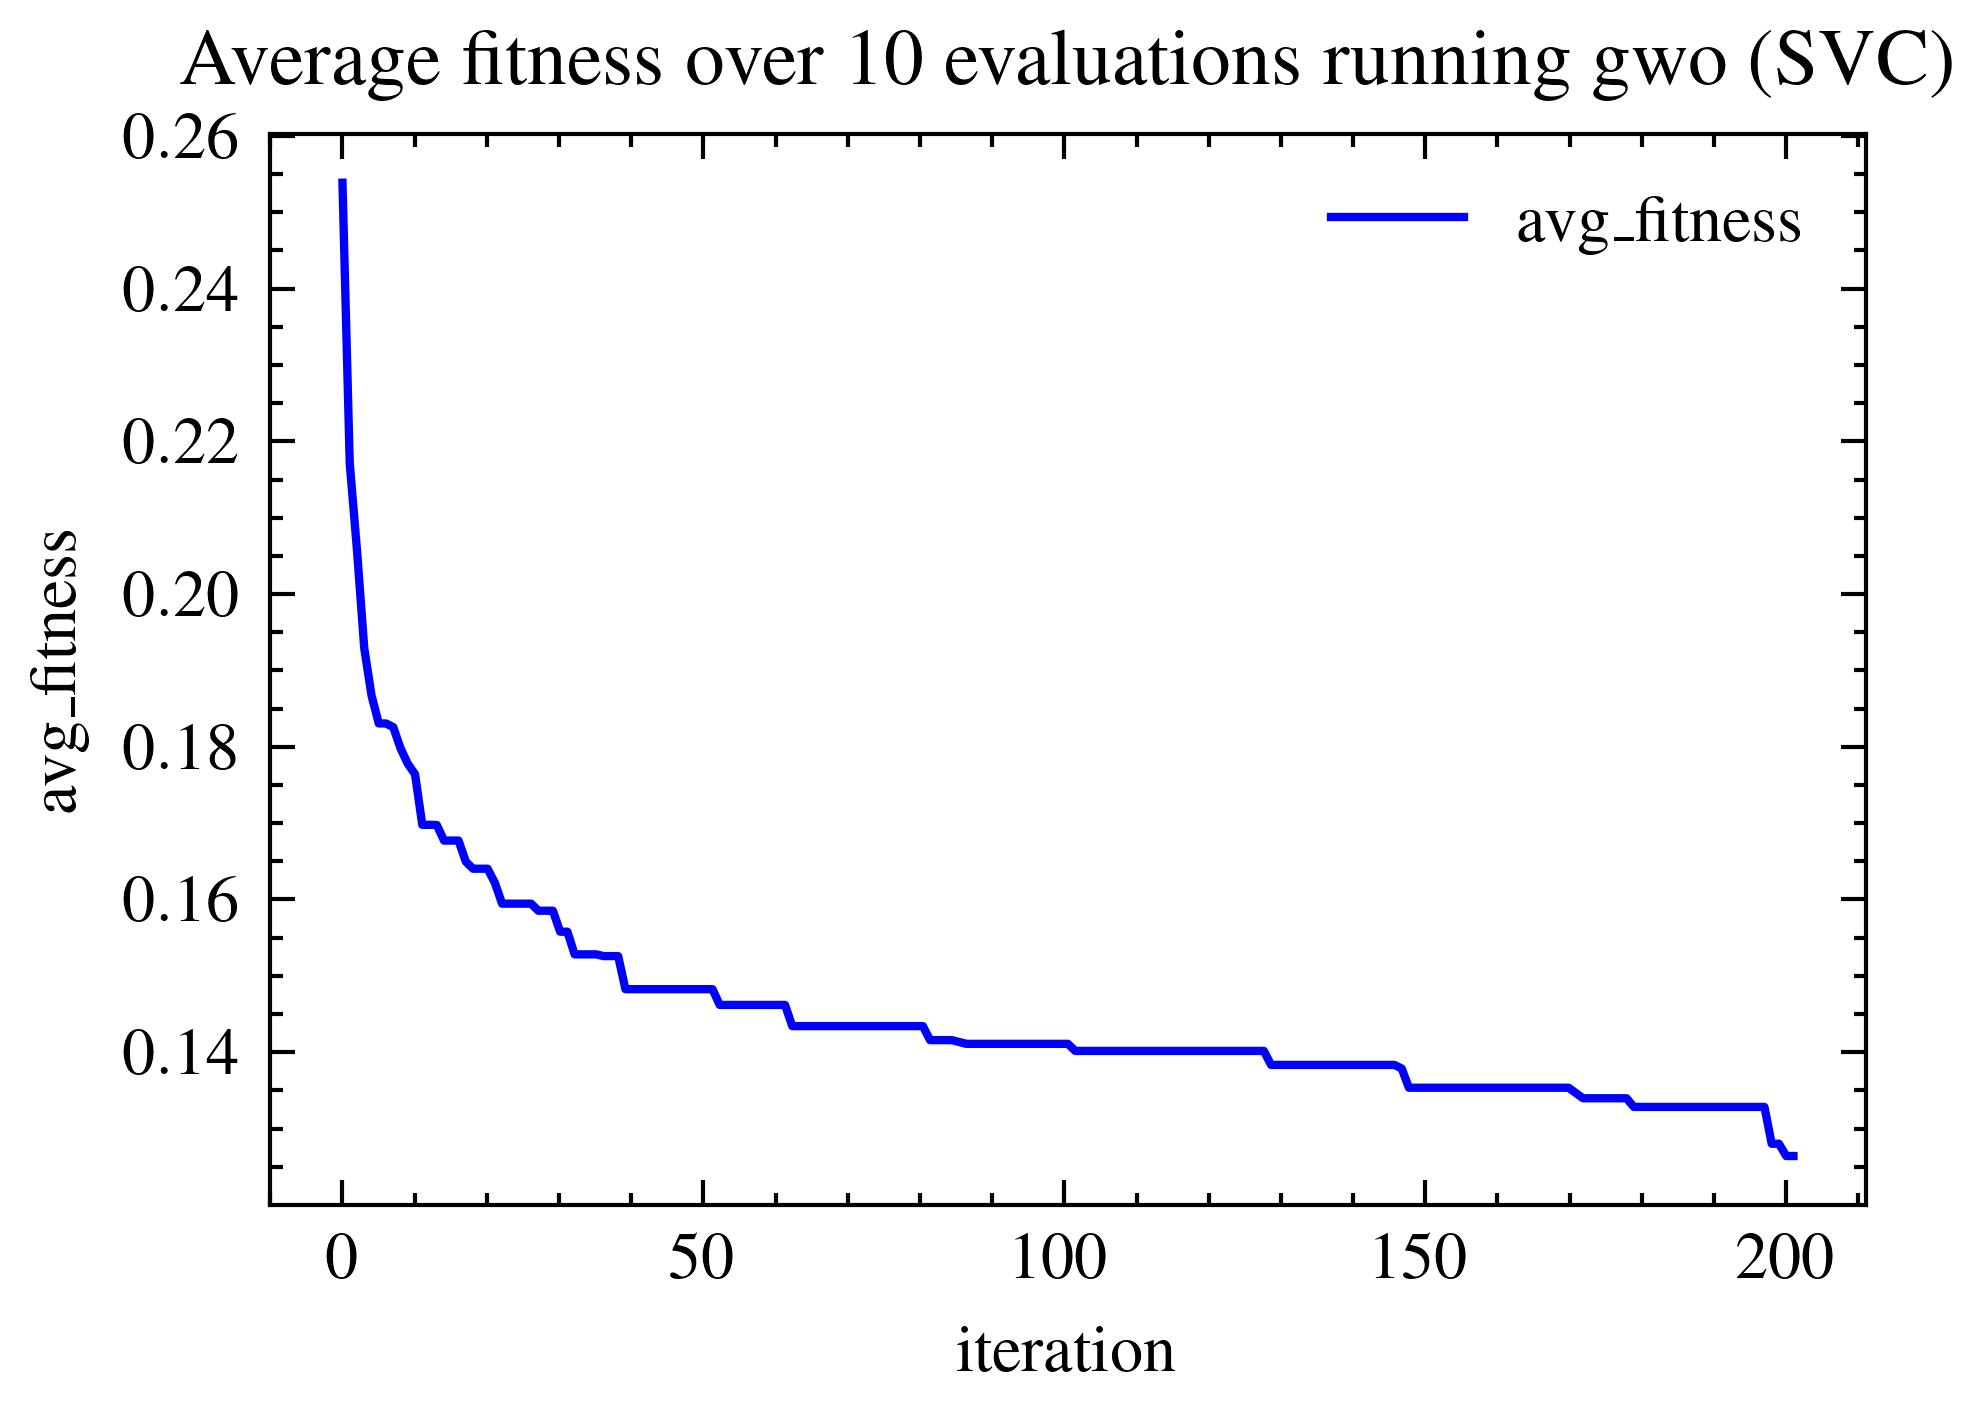 Average fitness over 10 evaluations running gwo (SVC)
0.26
0.24
0.22
0.20
0.18
0.16
0.14
avg_fitness
avg_fitness
0 50 100 150 200
iteration